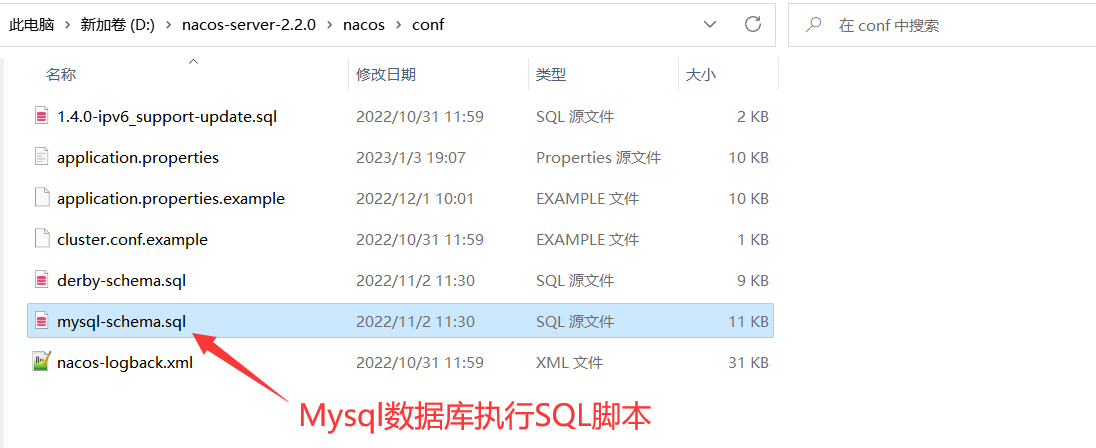 此电脑 > 新加卷 (D:) > nacos-server-2.2.0 > nacos > conf 在 conf 中搜索
名称 修改日期 类型 大小
1.4.0-ipv6_support-update.sql 2022/10/31 11:59 SQL 源文件 2 KB
application.properties 2023/1/3 19:07 Properties 源文件 10 KB
application.properties.example 2022/12/1 10:01 EXAMPLE 文件 10 KB
cluster.conf.example 2022/10/31 11:59 EXAMPLE 文件 1 KB
derby-schema.sql 2022/11/2 11:30 SQL 源文件 9 KB
mysql-schema.sql 2022/11/2 11:30 SQL 源文件 11 KB
nacos-logback.xml 2022/10/31 11:59 XML 文件 31 KB
Mysql数据库执行SQL脚本